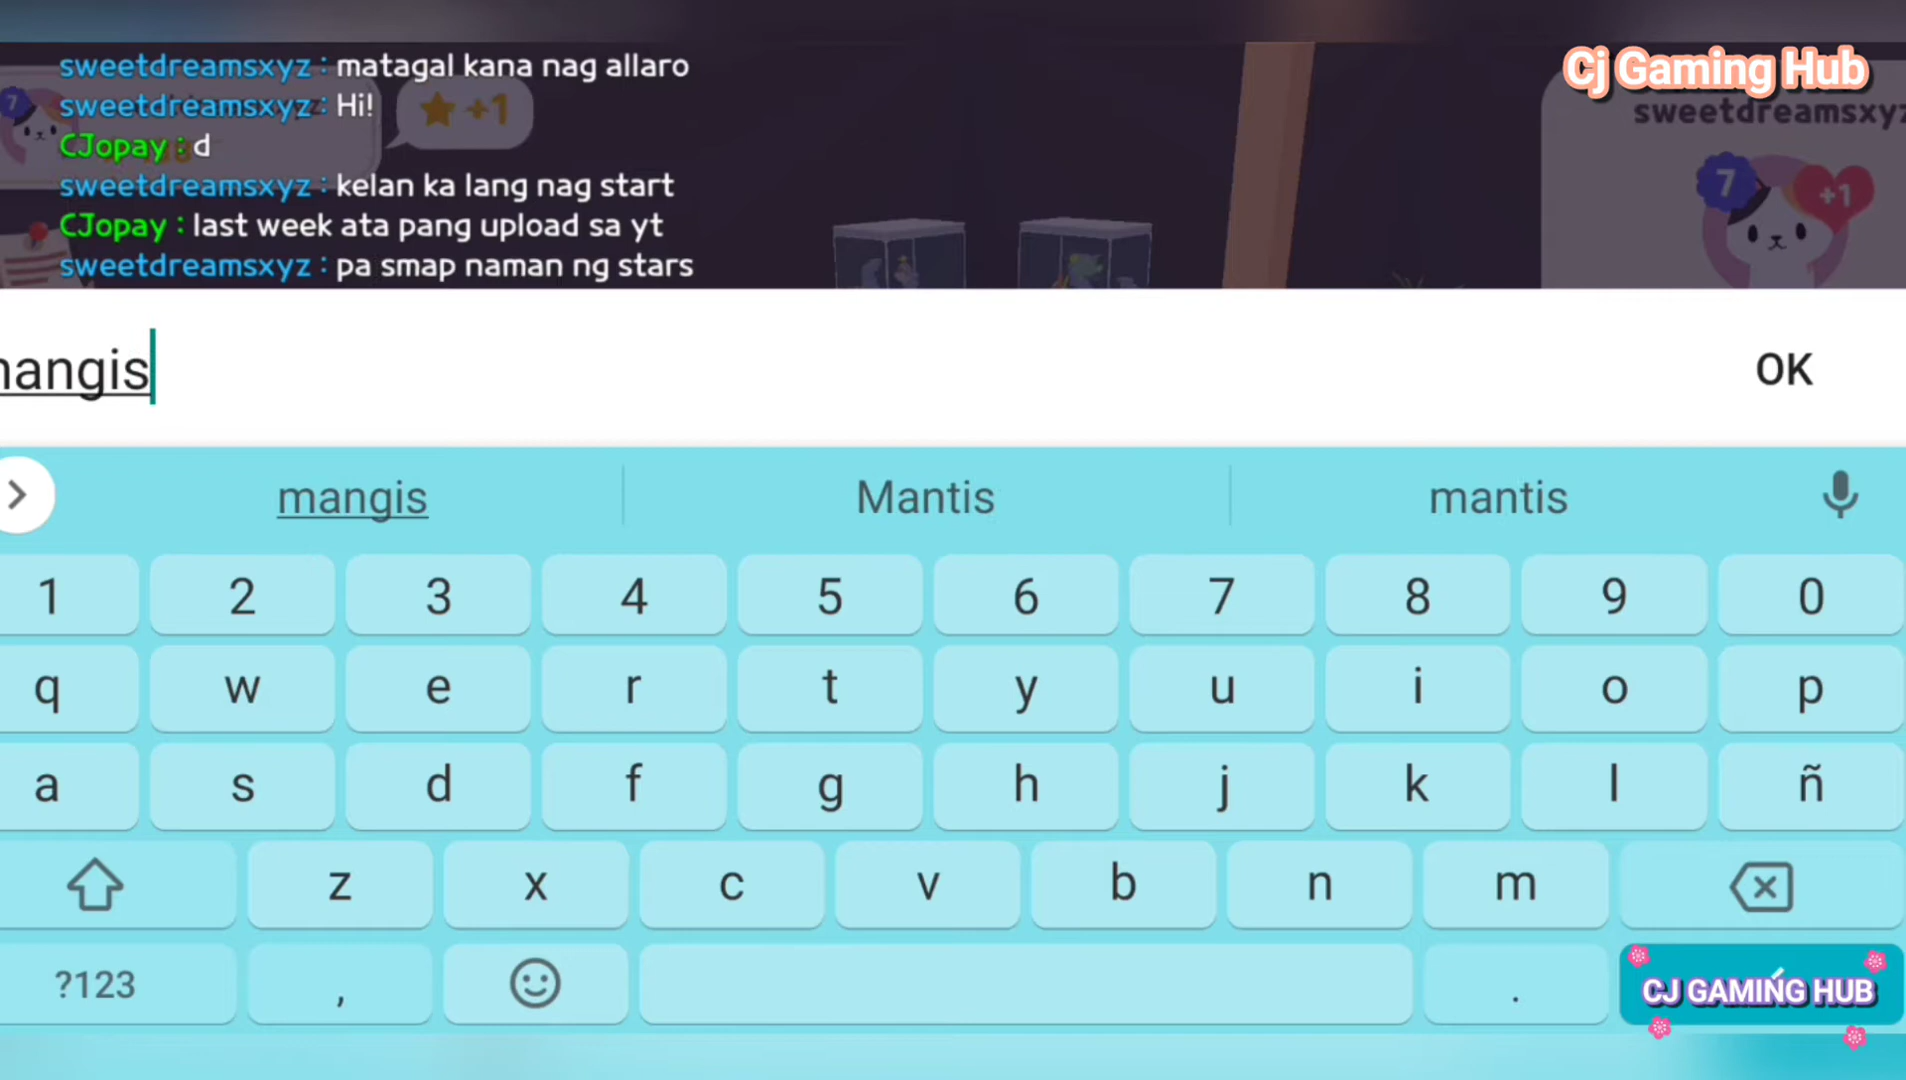 sweetdreamsxyz : matagal kana nag allaro
sweetdreamsxyz : Hi!
CJopay : d
sweetdreamsxyz : kelan ka lang nag start
CJopay : last week ata pang upload sa yt
sweetdreamsxyz : pa smap naman ng stars
7
+1
Cj Gaming Hub
sweetdreamsxyz
7
+1
mangis
OK
mangis Mantis mantis
1 2 3 4 5 6 7 8 9 0
q w e r t y u i o p
a s d f g h j k l ñ
z x c v b n m
?123 , .
CJ GAMING HUB